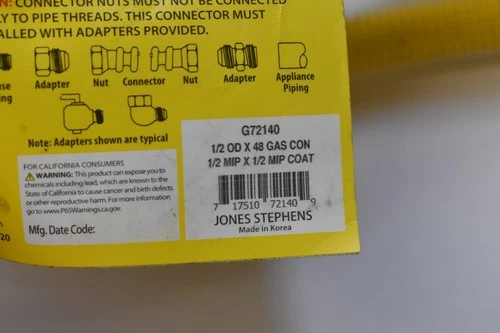 : CONNECTOR NUTS MUST NOT BE CONNECTED
LY TO PIPE THREADS. THIS CONNECTOR MUST
ALLED WITH ADAPTERS PROVIDED.
use
ing
Adapter
Nut
Connector
Nut
Adapter
Appliance
Piping
Note: Adapters shown are typical
FOR CALIFORNIA CONSUMERS
WARNING: This product can expose you to
chemicals including lead, which are known to the
State of California to cause cancer and birth defects
or other reproductive harm. For more information
go to www.P65Warnings.ca.gov.
Mfg. Date Code:
20
G72140
1/2 OD X 48 GAS CON
1/2 MIP X 1/2 MIP COAT
7 17510 72140 9
JONES STEPHENS
Made in Korea